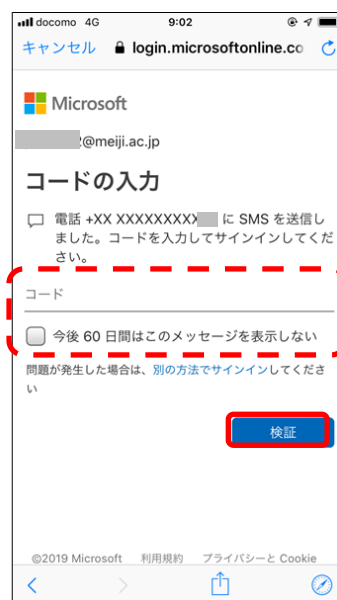 docomo 4G 9:02
キャンセル login.microsoftonline.co
Microsoft
@meiji.ac.jp
コードの入力
電話 +XX XXXXXXXXX に SMS を送信し
ました。コードを入力してサインインしてくだ
さい。
コード
今後 60 日間はこのメッセージを表示しない
問題が発生した場合は、別の方法でサインインしてくださ
い
検証
©2019 Microsoft 利用規約 プライバシーと Cookie